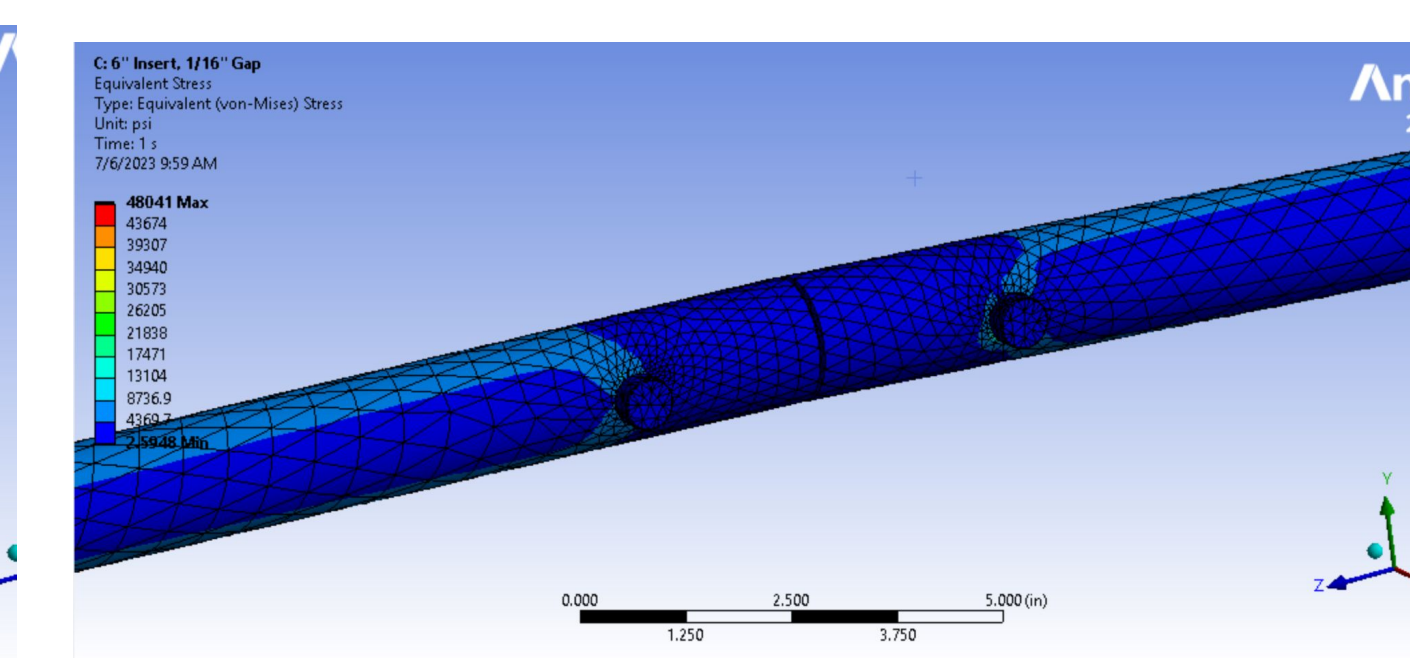 C: 6" Insert, 1/16" Gap
Equivalent Stress
Type: Equivalent (von-Mises) Stress
Unit: psi
Time: 1 s
7/6/2023 9:59 AM
48041 Max
43674
39307
34940
30573
26205
21838
17471
13104
8736.9
4369.7
2.5948 Min
0.000 2.500 5.000 (in)
1.250 3.750
Y
Z